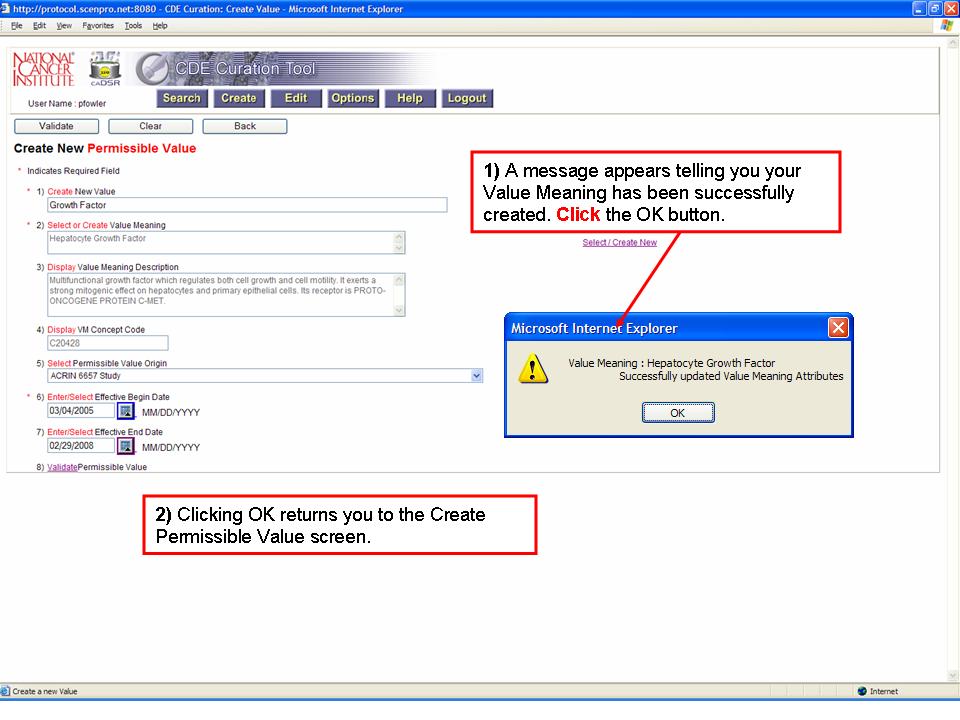 http://protocol.scenpro.net:8080 - CDE Curation: Create Value - Microsoft Internet Explorer
File Edit View Favorites Tools Help
NATIONAL CANCER INSTITUTE
caDSR
CDE Curation Tool
User Name : pfowler
Search Create Edit Options Help Logout
Validate Clear Back
Create New Permissible Value
* Indicates Required Field
* 1) Create New Value
Growth Factor
* 2) Select or Create Value Meaning
Hepatocyte Growth Factor
Select / Create New
3) Display Value Meaning Description
Multifunctional growth factor which regulates both cell growth and cell motility. It exerts a
strong mitogenic effect on hepatocytes and primary epithelial cells. Its receptor is PROTO-
ONCOGENE PROTEIN C-MET.
4) Display VM Concept Code
C20428
5) Select Permissible Value Origin
ACRIN 6657 Study
* 6) Enter/Select Effective Begin Date
03/04/2005 MM/DD/YYYY
7) Enter/Select Effective End Date
02/29/2008 MM/DD/YYYY
8) ValidatePermissible Value
1) A message appears telling you your
Value Meaning has been successfully
created. Click the OK button.
Microsoft Internet Explorer
Value Meaning : Hepatocyte Growth Factor
Successfully updated Value Meaning Attributes
OK
2) Clicking OK returns you to the Create
Permissible Value screen.
Create a new Value
Internet